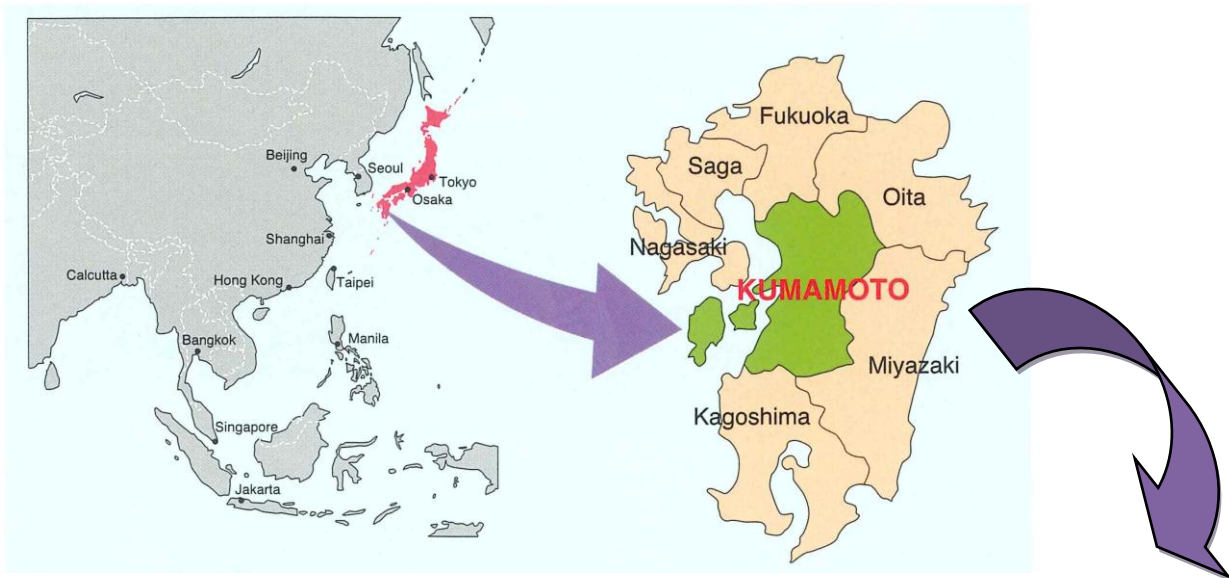 Beijing
Seoul
Tokyo
Osaka
Shanghai
Calcutta
Hong Kong
Taipei
Bangkok
Manila
Singapore
Jakarta
Fukuoka
Saga
Oita
Nagasaki
KUMAMOTO
Miyazaki
Kagoshima